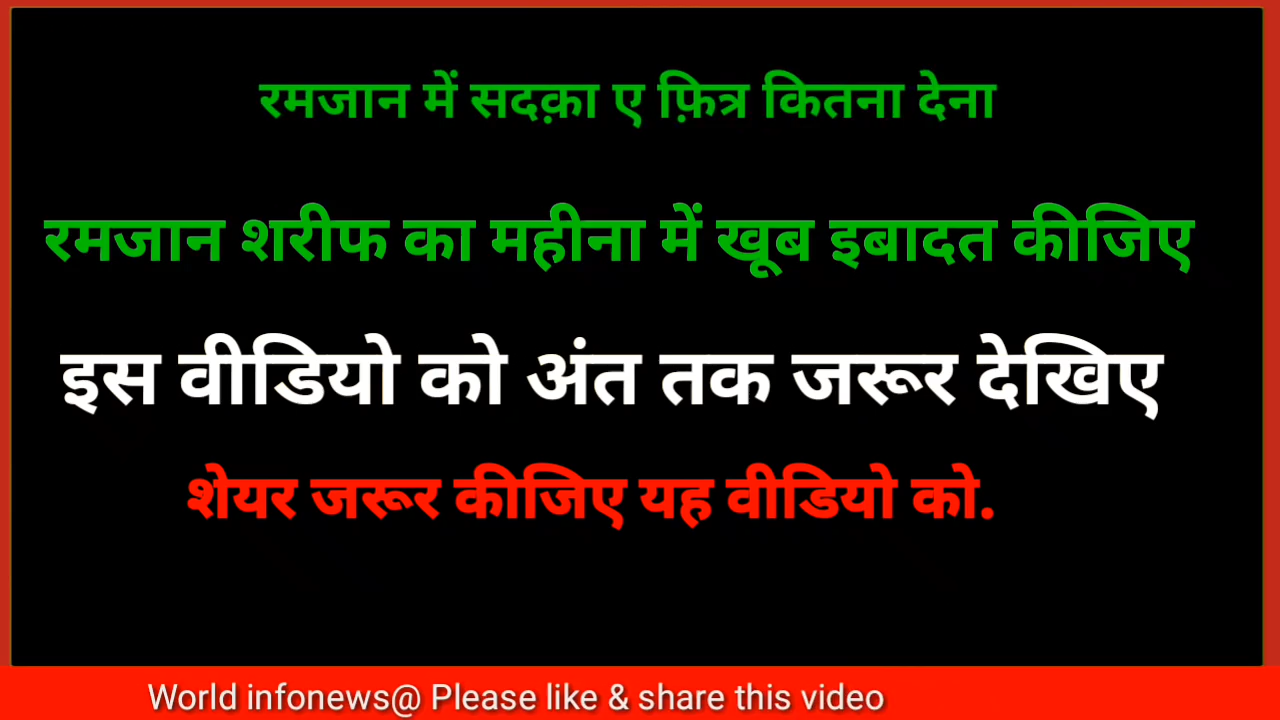 रमजान में सदक़ा ए फ़ित्र कितना देना
रमजान शरीफ का महीना में खूब इबादत कीजिए
इस वीडियो को अंत तक जरूर देखिए
शेयर जरूर कीजिए यह वीडियो को.
World infonews@ Please like & share this video